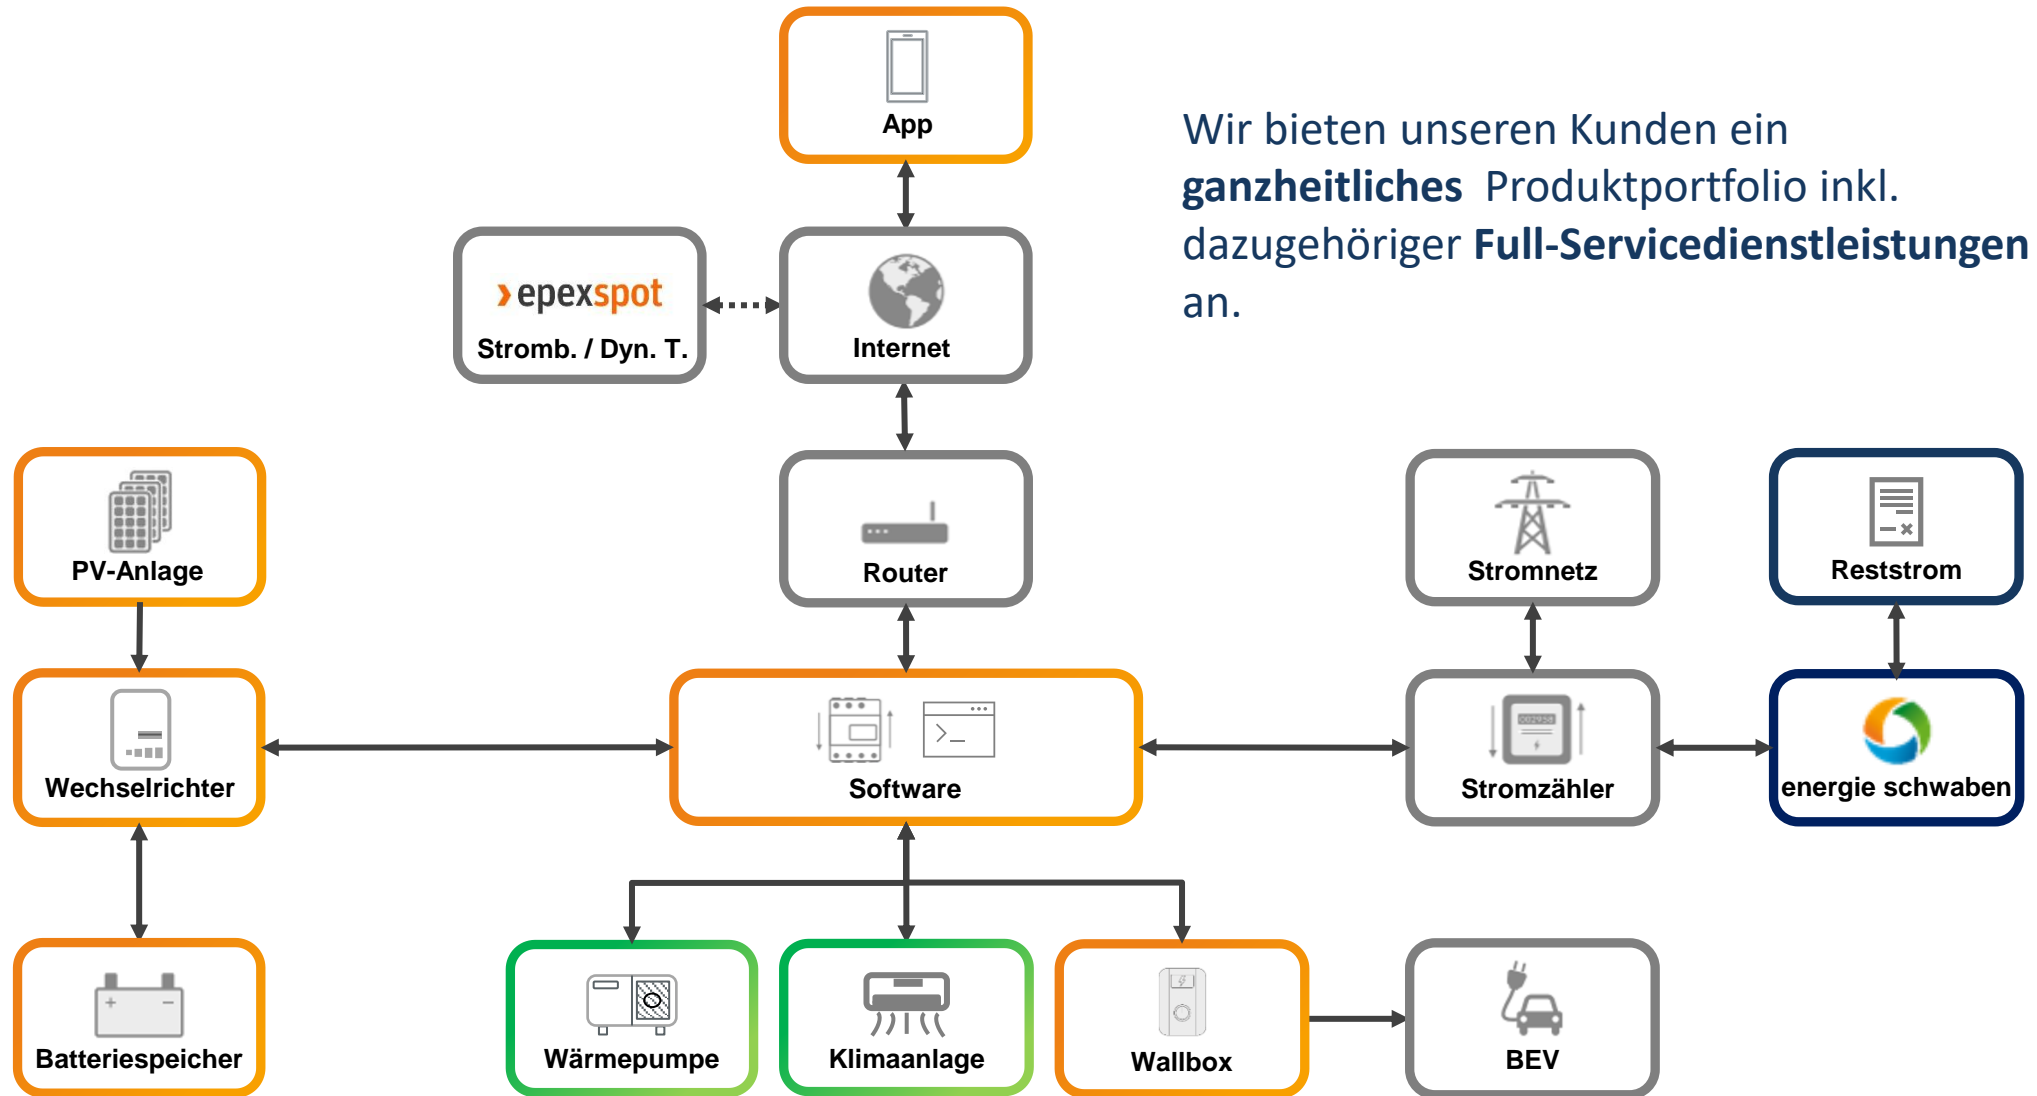 App
Wir bieten unseren Kunden ein
ganzheitliches Produktportfolio inkl.
dazugehöriger Full-Servicedienstleistungen
an.
epexspot
Stromb. / Dyn. T.
Internet
PV-Anlage
Router
Stromnetz
Reststrom
Wechselrichter
Software
Stromzähler
energie schwaben
Batteriespeicher
Wärmepumpe
Klimaanlage
Wallbox
BEV